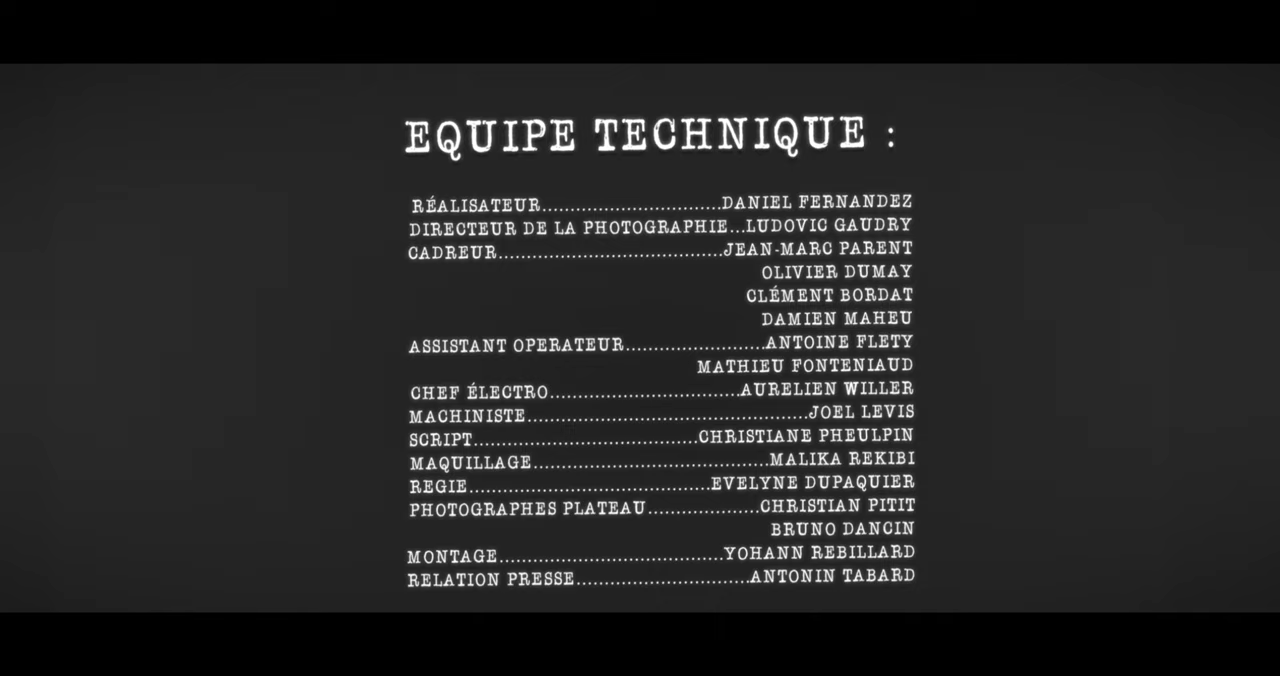 EQUIPE TECHNIQUE :
RÉALISATEUR................................DANIEL FERNANDEZ
DIRECTEUR DE LA PHOTOGRAPHIE...LUDOVIC GAUDRY
CADREUR........................................JEAN-MARC PARENT
OLIVIER DUMAY
CLÉMENT BORDAT
DAMIEN MAHEU
ASSISTANT OPERATEUR.........................ANTOINE FLETY
MATHIEU FONTENIAUD
CHEF ÉLECTRO..................................AURELIEN WILLER
MACHINISTE..................................................JOEL LEVIS
SCRIPT........................................CHRISTIANE PHEULPIN
MAQUILLAGE..........................................MALIKA REKIBI
REGIE...........................................EVELYNE DUPAQUIER
PHOTOGRAPHES PLATEAU....................CHRISTIAN PITIT
BRUNO DANCIN
MONTAGE........................................YOHANN REBILLARD
RELATION PRESSE...............................ANTONIN TABARD